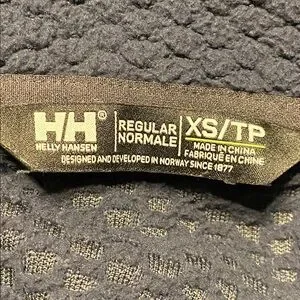 HH®
HELLY HANSEN
REGULAR
NORMALE
XS/TP
MADE IN CHINA
FABRIQUÉ EN CHINE
DESIGNED AND DEVELOPED IN NORWAY SINCE 1877